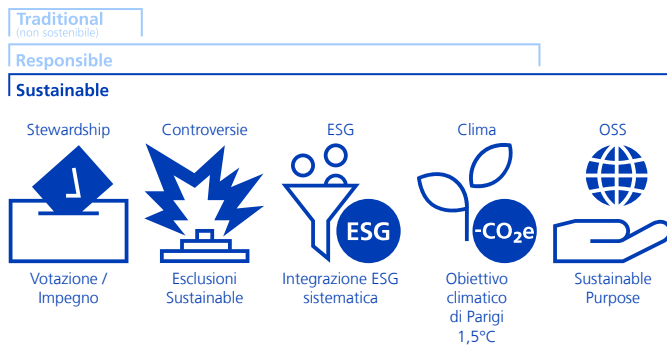 Traditional
(non sostenibile)
Responsible
Sustainable
Stewardship
Controversie
ESG
Clima
OSS
ESG
-CO₂e
Votazione /
Impegno
Esclusioni
Sustainable
Integrazione ESG
sistematica
Obiettivo
climatico
di Parigi
1,5°C
Sustainable
Purpose